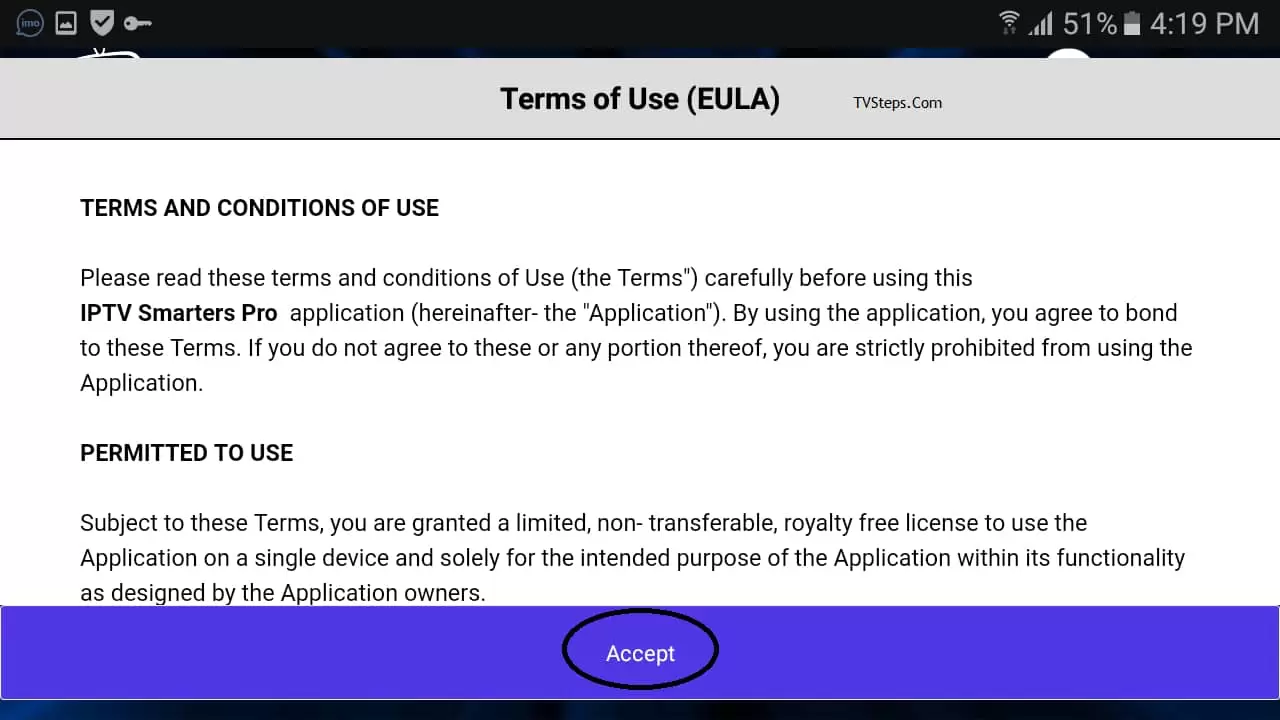 imo 51% 4:19 PM
Terms of Use (EULA) TVSteps.Com
TERMS AND CONDITIONS OF USE
Please read these terms and conditions of Use (the Terms") carefully before using this
IPTV Smarters Pro application (hereinafter- the "Application"). By using the application, you agree to bond
to these Terms. If you do not agree to these or any portion thereof, you are strictly prohibited from using the
Application.
PERMITTED TO USE
Subject to these Terms, you are granted a limited, non- transferable, royalty free license to use the
Application on a single device and solely for the intended purpose of the Application within its functionality
as designed by the Application owners.
Accept